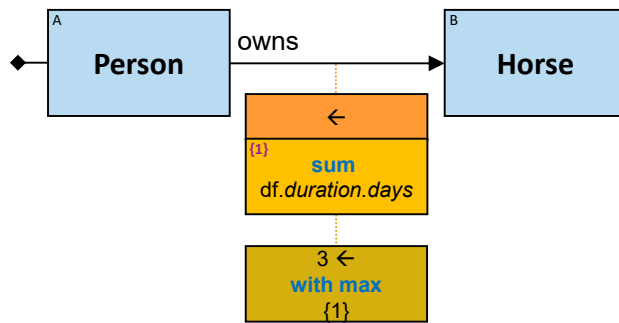 A
Person
owns
B
Horse
←
{1}
sum
df.duration.days
3 ←
with max
{1}